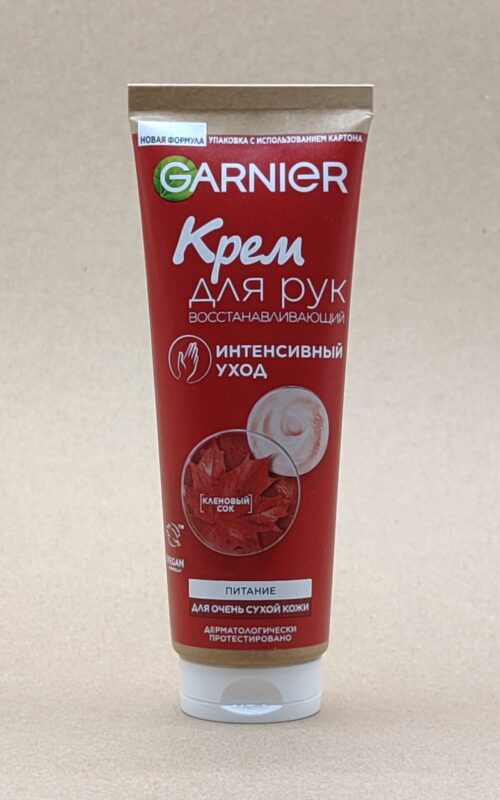 НОВАЯ ФОРМУЛА УПАКОВКА С ИСПОЛЬЗОВАНИЕМ КАРТОНА
GARNIER
Крем
для рук
ВОССТАНАВЛИВАЮЩИЙ
ИНТЕНСИВНЫЙ
УХОД
[КЛЕНОВЫЙ
СОК]
VEGAN
ПИТАНИЕ
ДЛЯ ОЧЕНЬ СУХОЙ КОЖИ
ДЕРМАТОЛОГИЧЕСКИ
ПРОТЕСТИРОВАНО